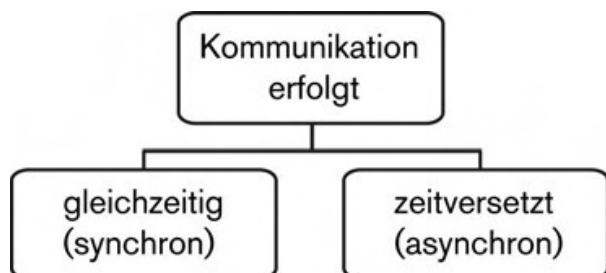 Kommunikation
erfolgt
gleichzeitig
(synchron)
zeitversetzt
(asynchron)